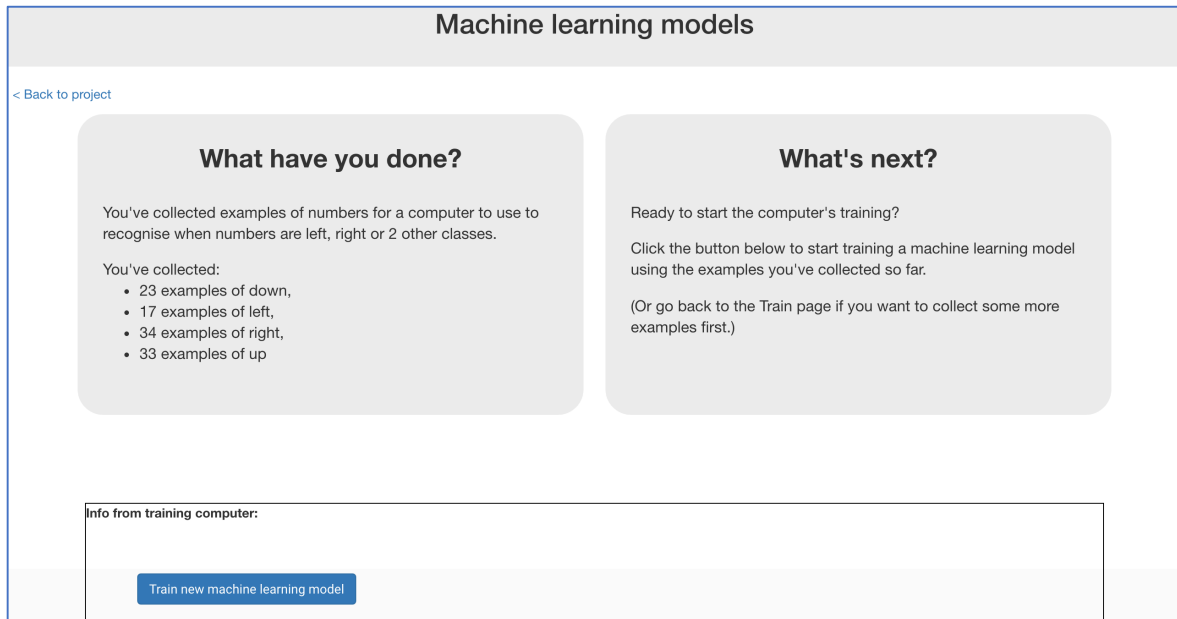 Machine learning models
< Back to project
What have you done?
You've collected examples of numbers for a computer to use to
recognise when numbers are left, right or 2 other classes.
You've collected:
• 23 examples of down,
• 17 examples of left,
• 34 examples of right,
• 33 examples of up
What's next?
Ready to start the computer's training?
Click the button below to start training a machine learning model
using the examples you've collected so far.
(Or go back to the Train page if you want to collect some more
examples first.)
Info from training computer:
Train new machine learning model